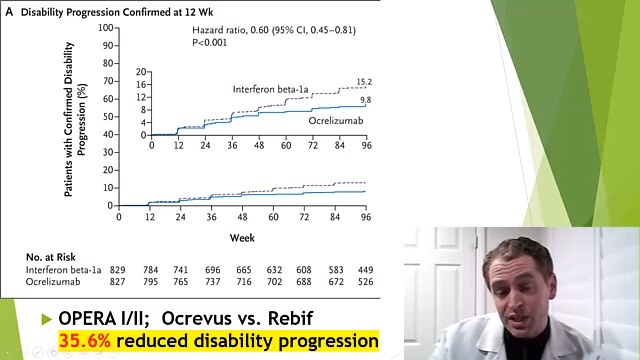 A Disability Progression Confirmed at 12 Wk
Hazard ratio, 0.60 (95% CI, 0.45–0.81)
P<0.001
Patients with Confirmed Disability
Progression (%)
100
90
80
70
60
50
40
30
20
10
0
20
16
12
8
4
0
Interferon beta-1a
15.2
9.8
Ocrelizumab
0 12 24 36 48 60 72 84 96
0 12 24 36 48 60 72 84 96
Week
No. at Risk
Interferon beta-1a 829 784 741 696 665 632 608 583 449
Ocrelizumab 827 795 765 737 716 702 688 672 526
OPERA I/II; Ocrevus vs. Rebif
35.6% reduced disability progression